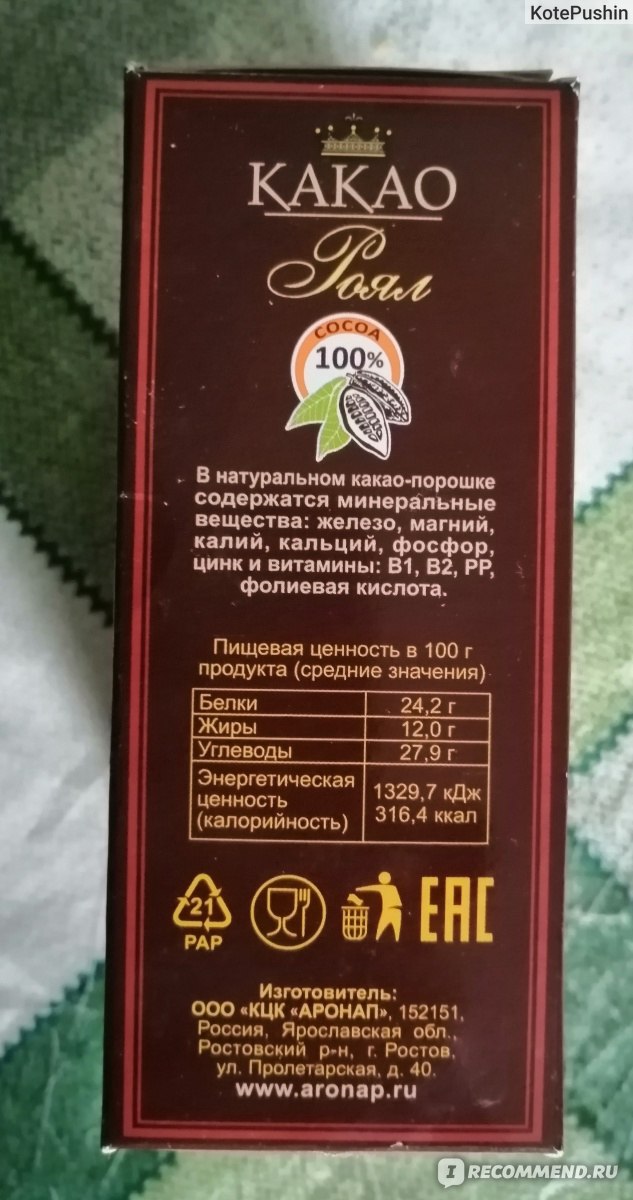 KotePushin
КАКАО
Роял
COCOA
100%
В натуральном какао-порошке
содержатся минеральные
вещества: железо, магний,
калий, кальций, фосфор,
цинк и витамины: В1, В2, РР,
фолиевая кислота.
Пищевая ценность в 100 г
продукта (средние значения)
Белки 24,2 г
Жиры 12,0 г
Углеводы 27,9 г
Энергетическая
ценность
(калорийность)
1329,7 кДж
316,4 ккал
21
PAP
EAC
Изготовитель:
ООО «КЦК «АРОНАП», 152151,
Россия, Ярославская обл.,
Ростовский р-н, г. Ростов,
ул. Пролетарская, д. 40.
www.aronap.ru
I RECOMMEND.RU